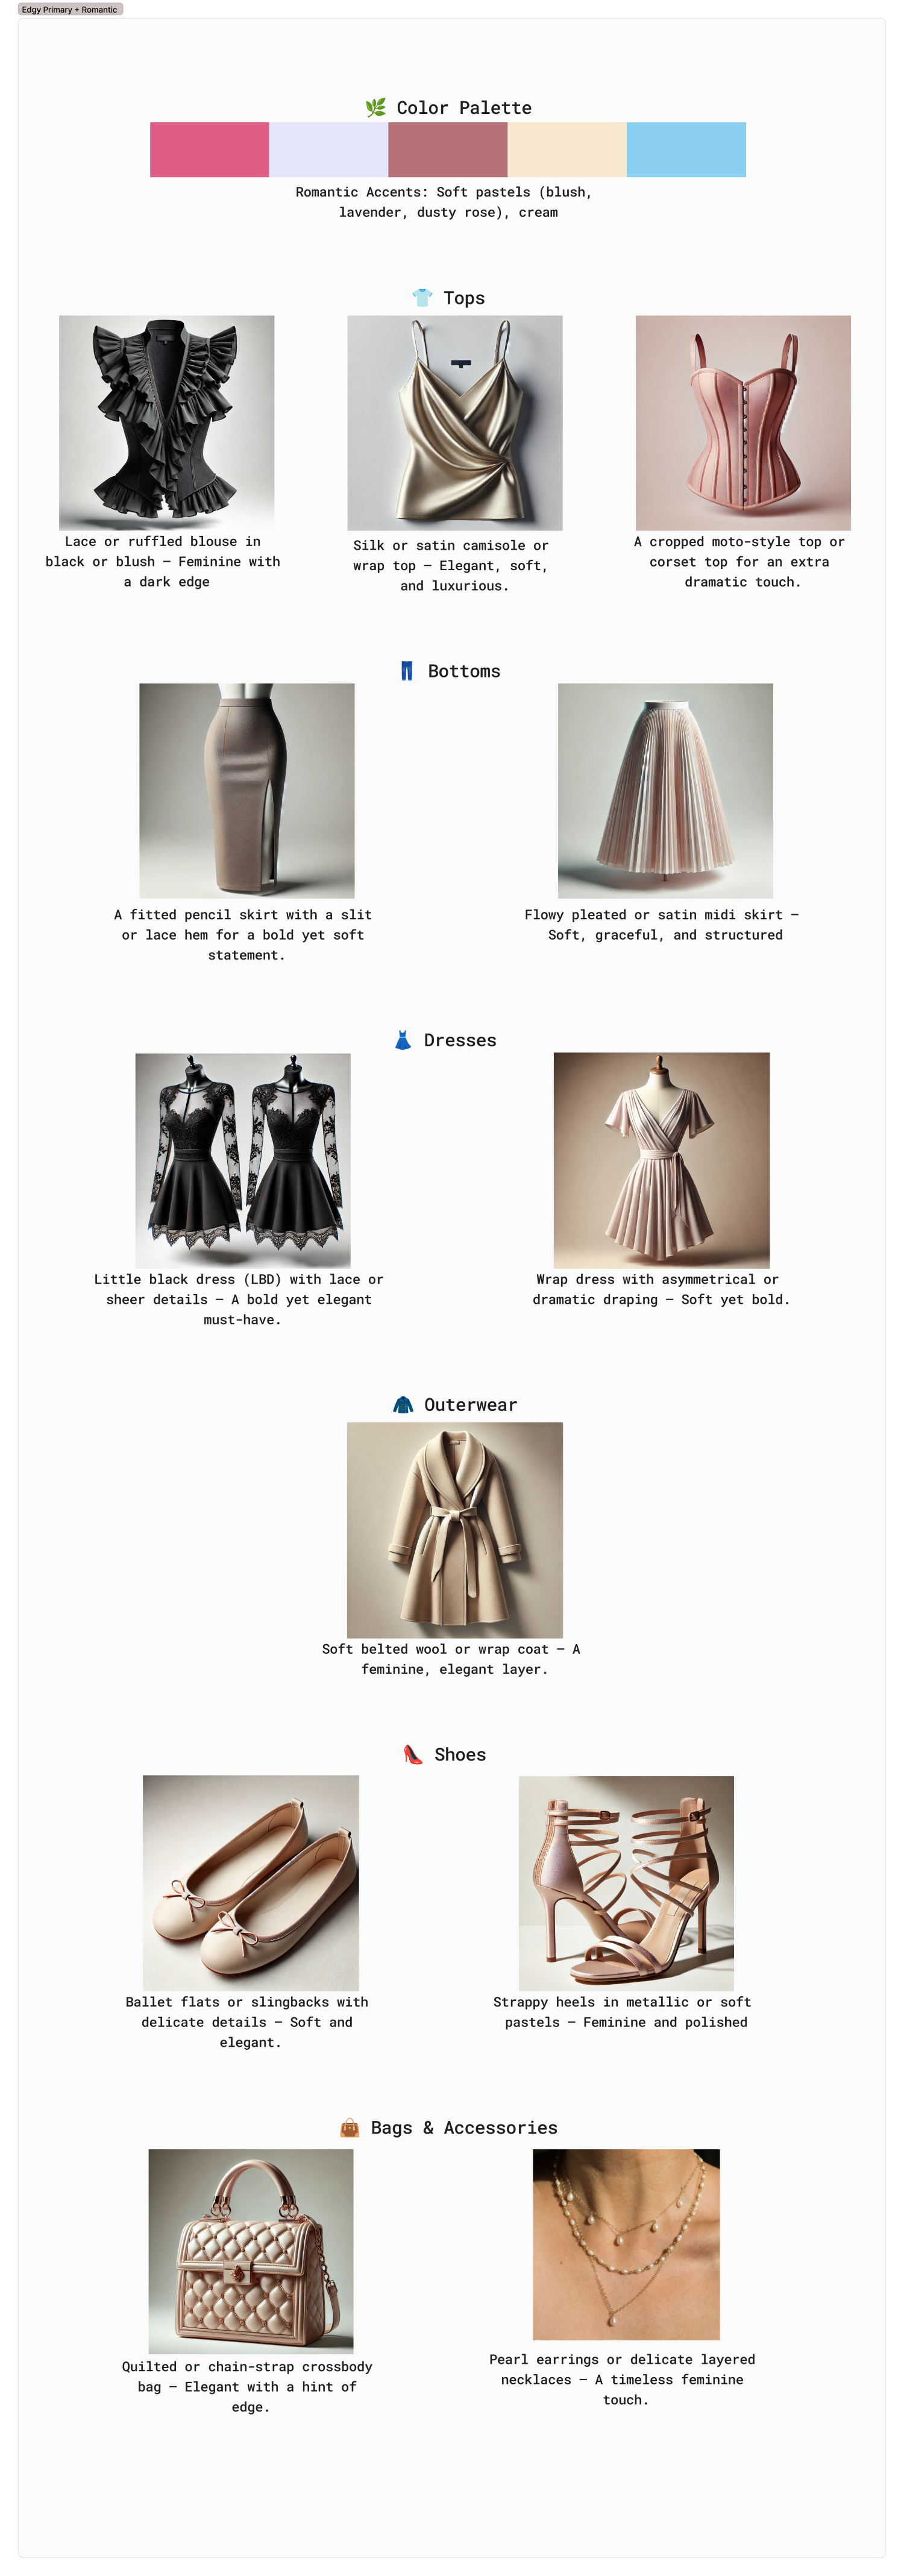 Edgy Primary + Romantic
🌿 Color Palette
Romantic Accents: Soft pastels (blush,
lavender, dusty rose), cream
👕 Tops
Lace or ruffled blouse in
black or blush – Feminine with
a dark edge
Silk or satin camisole or
wrap top – Elegant, soft,
and luxurious.
A cropped moto-style top or
corset top for an extra
dramatic touch.
👖 Bottoms
A fitted pencil skirt with a slit
or lace hem for a bold yet soft
statement.
Flowy pleated or satin midi skirt –
Soft, graceful, and structured
👗 Dresses
Little black dress (LBD) with lace or
sheer details – A bold yet elegant
must-have.
Wrap dress with asymmetrical or
dramatic draping – Soft yet bold.
🧥 Outerwear
Soft belted wool or wrap coat – A
feminine, elegant layer.
👠 Shoes
Ballet flats or slingbacks with
delicate details – Soft and
elegant.
Strappy heels in metallic or soft
pastels – Feminine and polished
👜 Bags & Accessories
Quilted or chain-strap crossbody
bag – Elegant with a hint of
edge.
Pearl earrings or delicate layered
necklaces – A timeless feminine
touch.